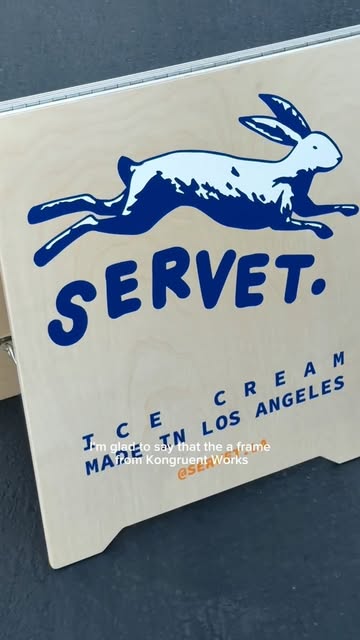 SERVET.
ICE CREAM
MADE IN LOS ANGELES
I'm glad to say that the a frame
from Kongruent Works